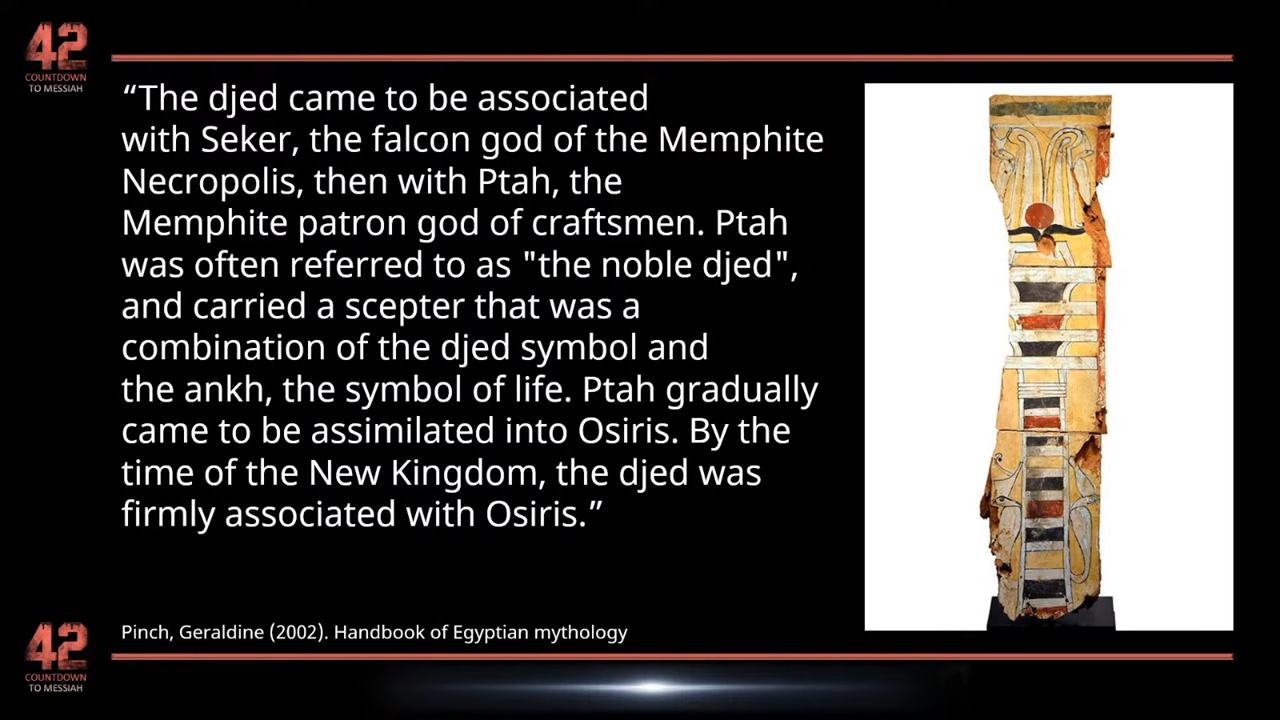 42
COUNTDOWN
TO MESSIAH
“The djed came to be associated
with Seker, the falcon god of the Memphite
Necropolis, then with Ptah, the
Memphite patron god of craftsmen. Ptah
was often referred to as "the noble djed",
and carried a scepter that was a
combination of the djed symbol and
the ankh, the symbol of life. Ptah gradually
came to be assimilated into Osiris. By the
time of the New Kingdom, the djed was
firmly associated with Osiris.”
Pinch, Geraldine (2002). Handbook of Egyptian mythology
42
COUNTDOWN
TO MESSIAH